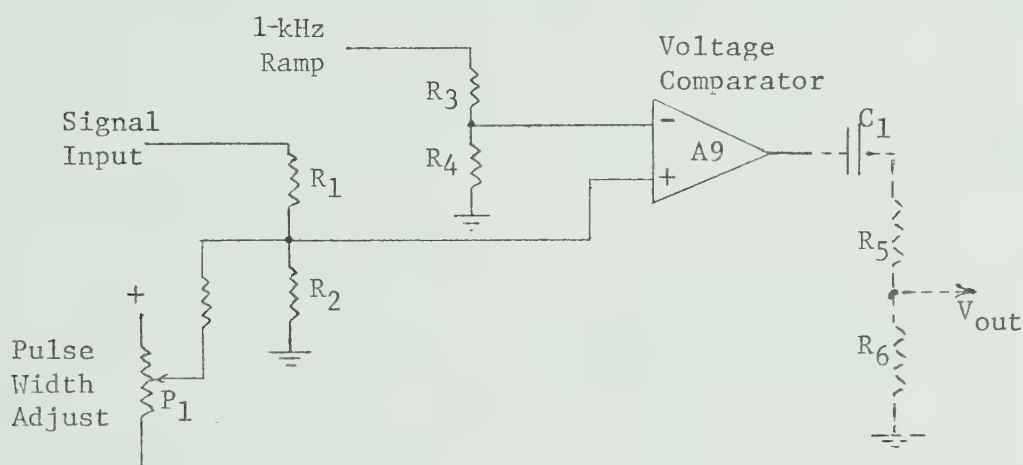 1-kHz
Ramp
Voltage
Comparator
R3
Signal
Input
R4
R1
-
+
A9
C1
R5
R2
+
Vout
Pulse
Width
Adjust
P1
R6